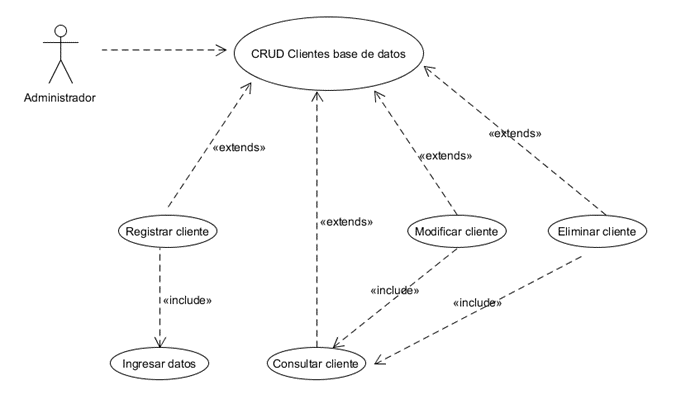 CRUD Clientes base de datos
Administrador
«extends»
«extends»
«extends»
«extends»
Registrar cliente
Modificar cliente
Eliminar cliente
«include»
«include»
«include»
Ingresar datos
Consultar cliente